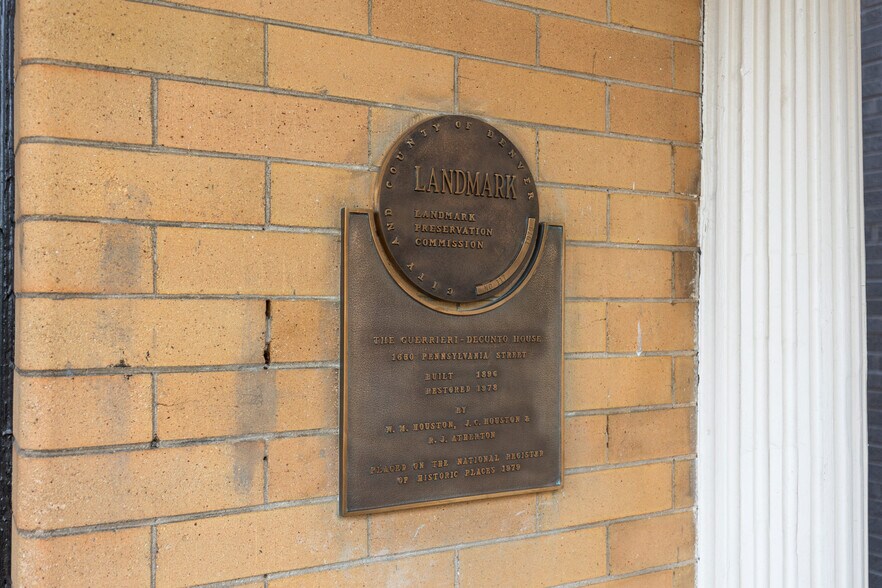 CITY AND COUNTY OF DENVER
LANDMARK
LANDMARK
PRESERVATION
COMMISSION
THE GUERRIERI-DECUNTO HOUSE
1650 PENNSYLVANIA STREET
BUILT 1896
RESTORED 1978
BY
W. M. HOUSTON, J. C. HOUSTON &
R. J. ATHERTON
PLACED ON THE NATIONAL REGISTER
OF HISTORIC PLACES 1979